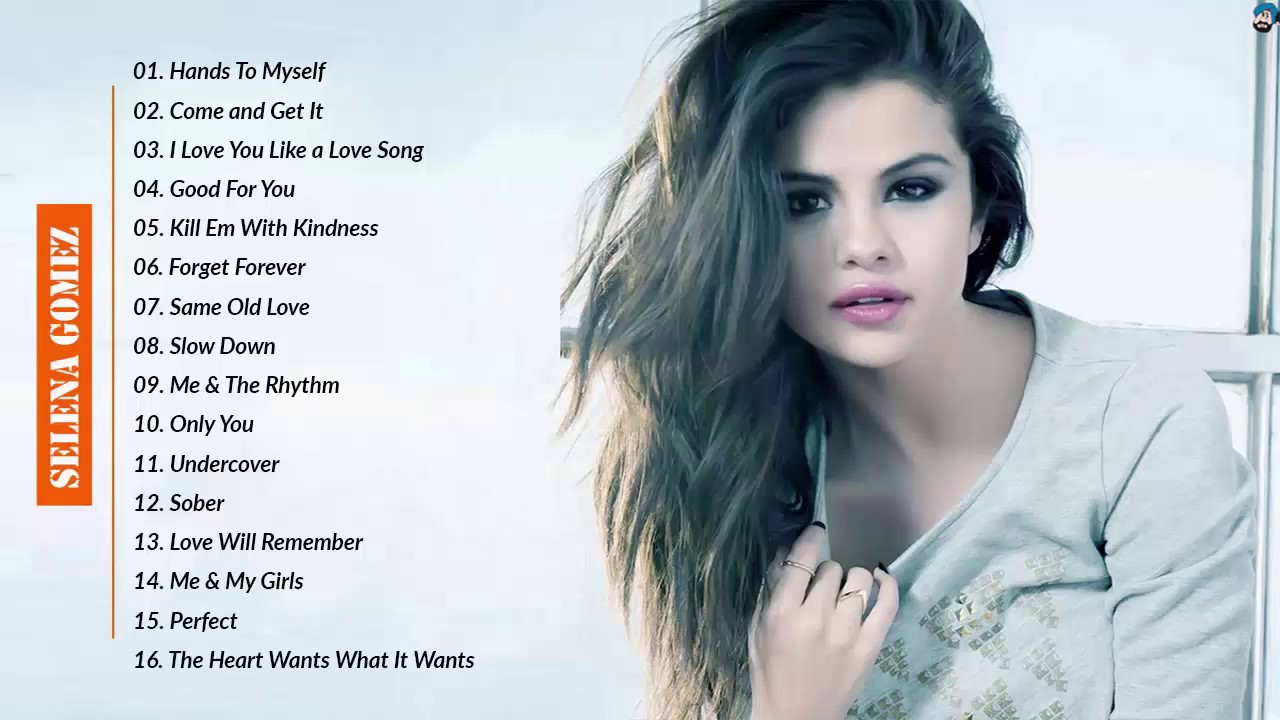 SELENA GOMEZ
01. Hands To Myself
02. Come and Get It
03. I Love You Like a Love Song
04. Good For You
05. Kill Em With Kindness
06. Forget Forever
07. Same Old Love
08. Slow Down
09. Me & The Rhythm
10. Only You
11. Undercover
12. Sober
13. Love Will Remember
14. Me & My Girls
15. Perfect
16. The Heart Wants What It Wants